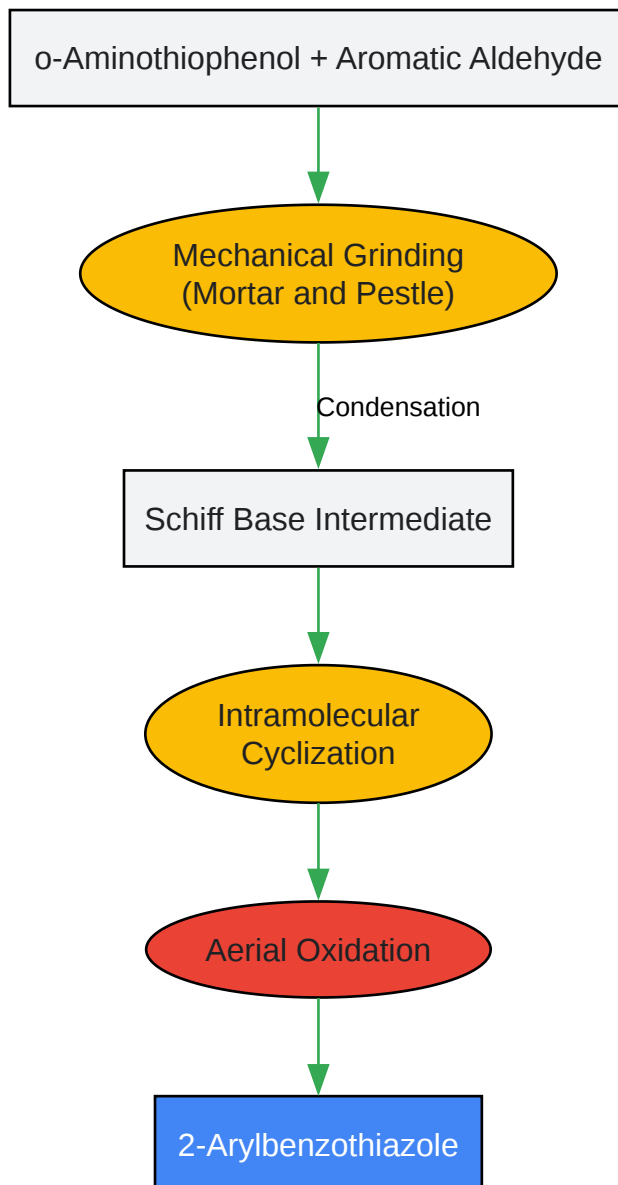 o-Aminothiophenol + Aromatic Aldehyde
Mechanical Grinding
(Mortar and Pestle)
Condensation
Schiff Base Intermediate
Intramolecular
Cyclization
Aerial Oxidation
2-Arylbenzothiazole